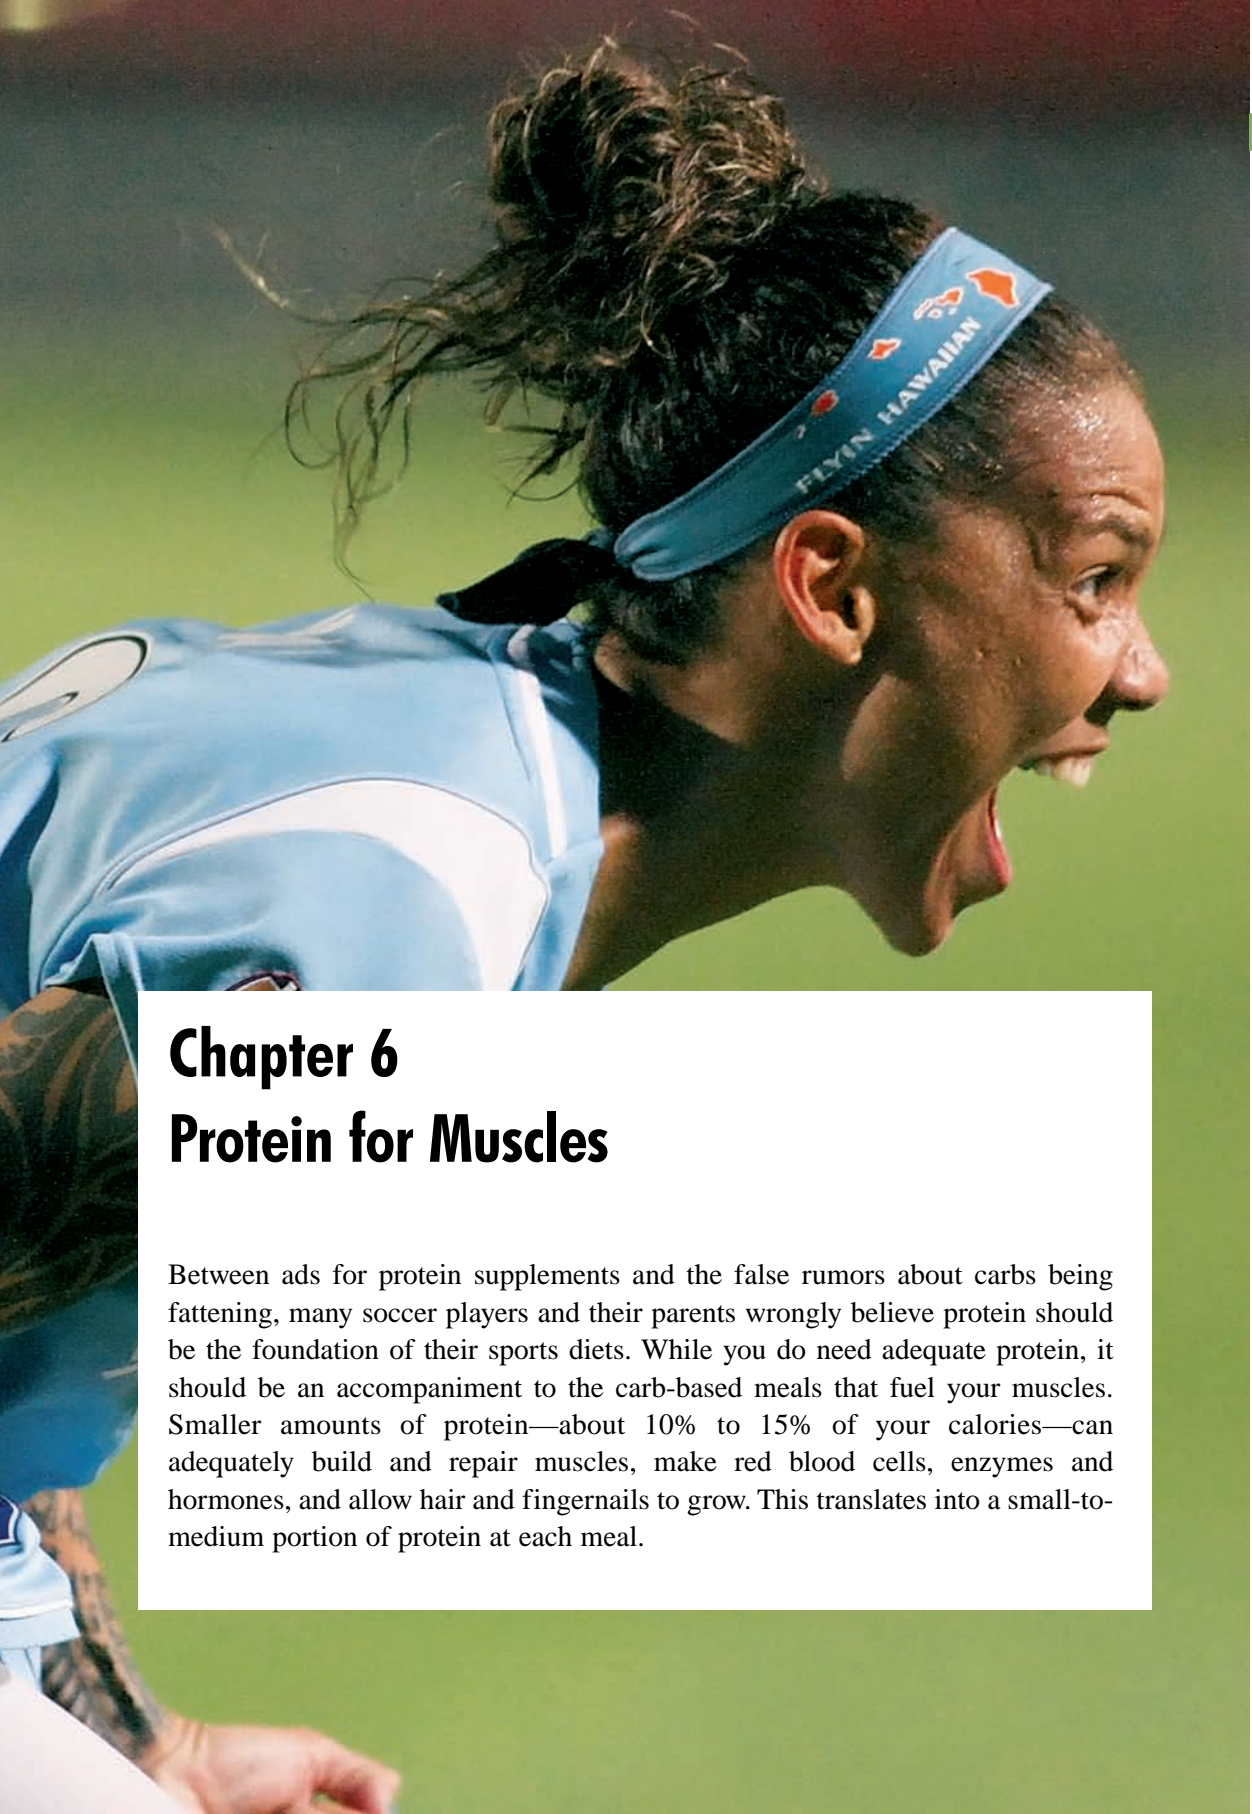 FLYIN HAWAIIAN
Chapter 6
Protein for Muscles
Between ads for protein supplements and the false rumors about carbs being
fattening, many soccer players and their parents wrongly believe protein should
be the foundation of their sports diets. While you do need adequate protein, it
should be an accompaniment to the carb-based meals that fuel your muscles.
Smaller amounts of protein—about 10% to 15% of your calories—can
adequately build and repair muscles, make red blood cells, enzymes and
hormones, and allow hair and fingernails to grow. This translates into a small-to-
medium portion of protein at each meal.